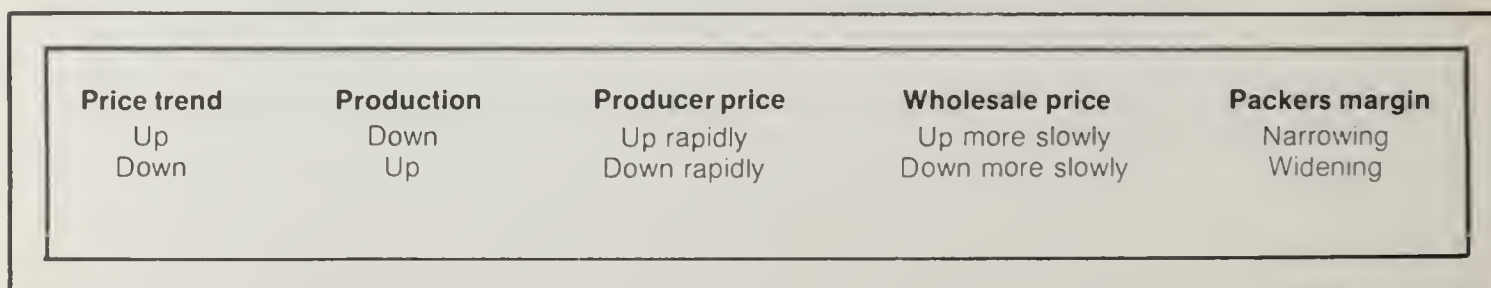 Price trend Production Producer price Wholesale price Packers margin
Up Down Up rapidly Up more slowly Narrowing
Down Up Down rapidly Down more slowly Widening